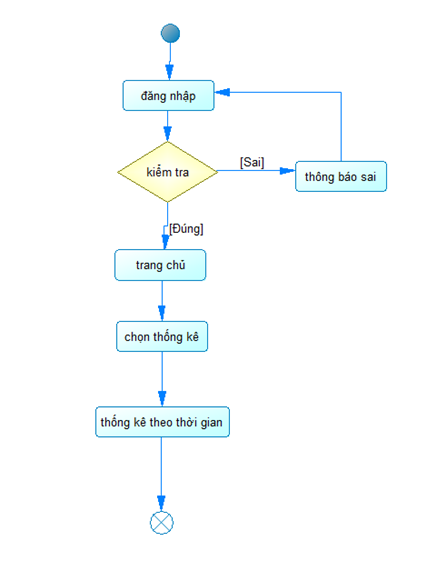 đăng nhập
kiểm tra
[Sai]
thông báo sai
[Đúng]
trang chủ
chọn thống kê
thống kê theo thời gian